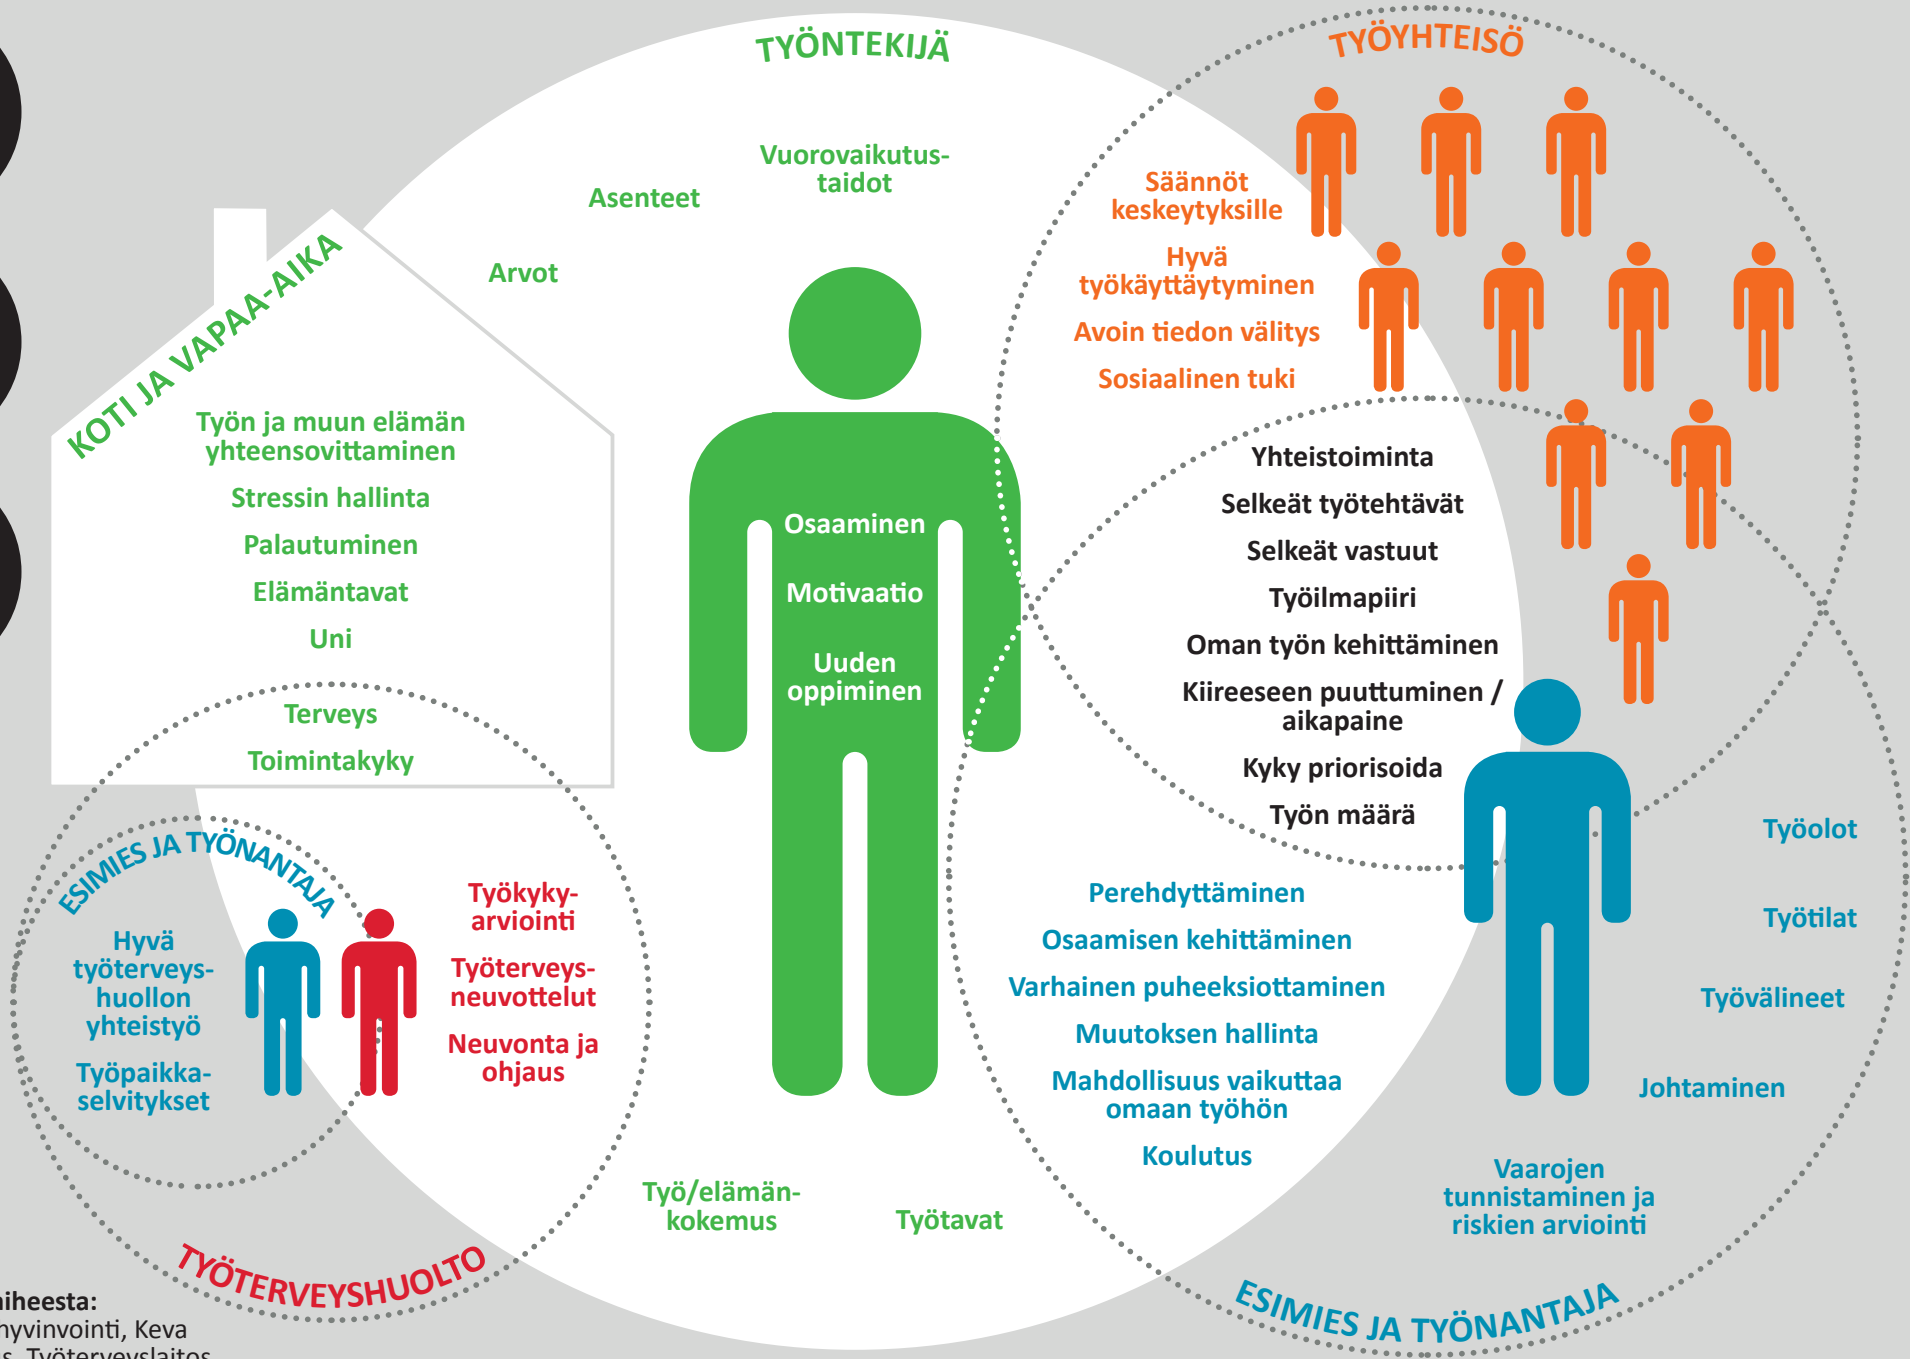 TYÖNTEKIJÄ
Vuorovaikutus-
taidot
Asenteet
Arvot
KOTI JA VAPAA-AIKA
Työn ja muun elämän
yhteensovittaminen
Stressin hallinta
Palautuminen
Elämäntavat
Uni
Terveys
Toimintakyky
Osaaminen
Motivaatio
Uuden
oppiminen
TYÖYHTEISÖ
Säännöt
keskeytyksille
Hyvä
työkäyttäytyminen
Avoin tiedon välitys
Sosiaalinen tuki
Yhteistoiminta
Selkeät työtehtävät
Selkeät vastuut
Työilmapiiri
Oman työn kehittäminen
Kiireeseen puuttuminen /
aikapaine
Kyky priorisoida
Työn määrä
ESIMIES JA TYÖNANTAJA
Hyvä
työterveys-
huollon
yhteistyö
Työpaikka-
selvitykset
Työkyky-
arviointi
Työterveys-
neuvottelut
Neuvonta ja
ohjaus
TYÖTERVEYSHUOLTO
Työ/elämän-
kokemus
Työtavat
Perehdyttäminen
Osaamisen kehittäminen
Varhainen puheeksiottaminen
Muutoksen hallinta
Mahdollisuus vaikuttaa
omaan työhön
Koulutus
Työolot
Työtilat
Työvälineet
Johtaminen
Vaarojen
tunnistaminen ja
riskien arviointi
ESIMIES JA TYÖNANTAJA
aiheesta:
hyvinvointi, Keva
Työterveyslaitos